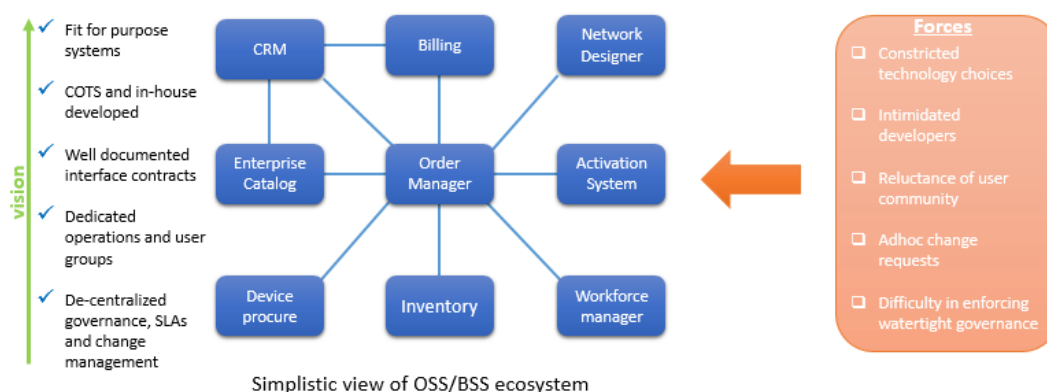 vision
Fit for purpose
systems
COTS and in-house
developed
Well documented
interface contracts
Dedicated
operations and user
groups
De-centralized
governance, SLAs
and change
management
CRM
Billing
Network
Designer
Enterprise
Catalog
Order
Manager
Activation
System
Device
procure
Inventory
Workforce
manager
Simplistic view of OSS/BSS ecosystem
Forces
Constricted
technology choices
Intimidated
developers
Reluctance of user
community
Adhoc change
requests
Difficulty in enforcing
watertight governance